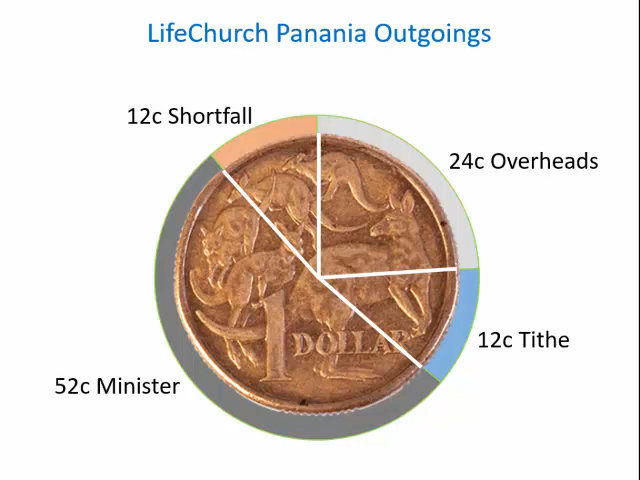 LifeChurch Panania Outgoings
12c Shortfall
24c Overheads
12c Tithe
52c Minister
1
DOLLAR